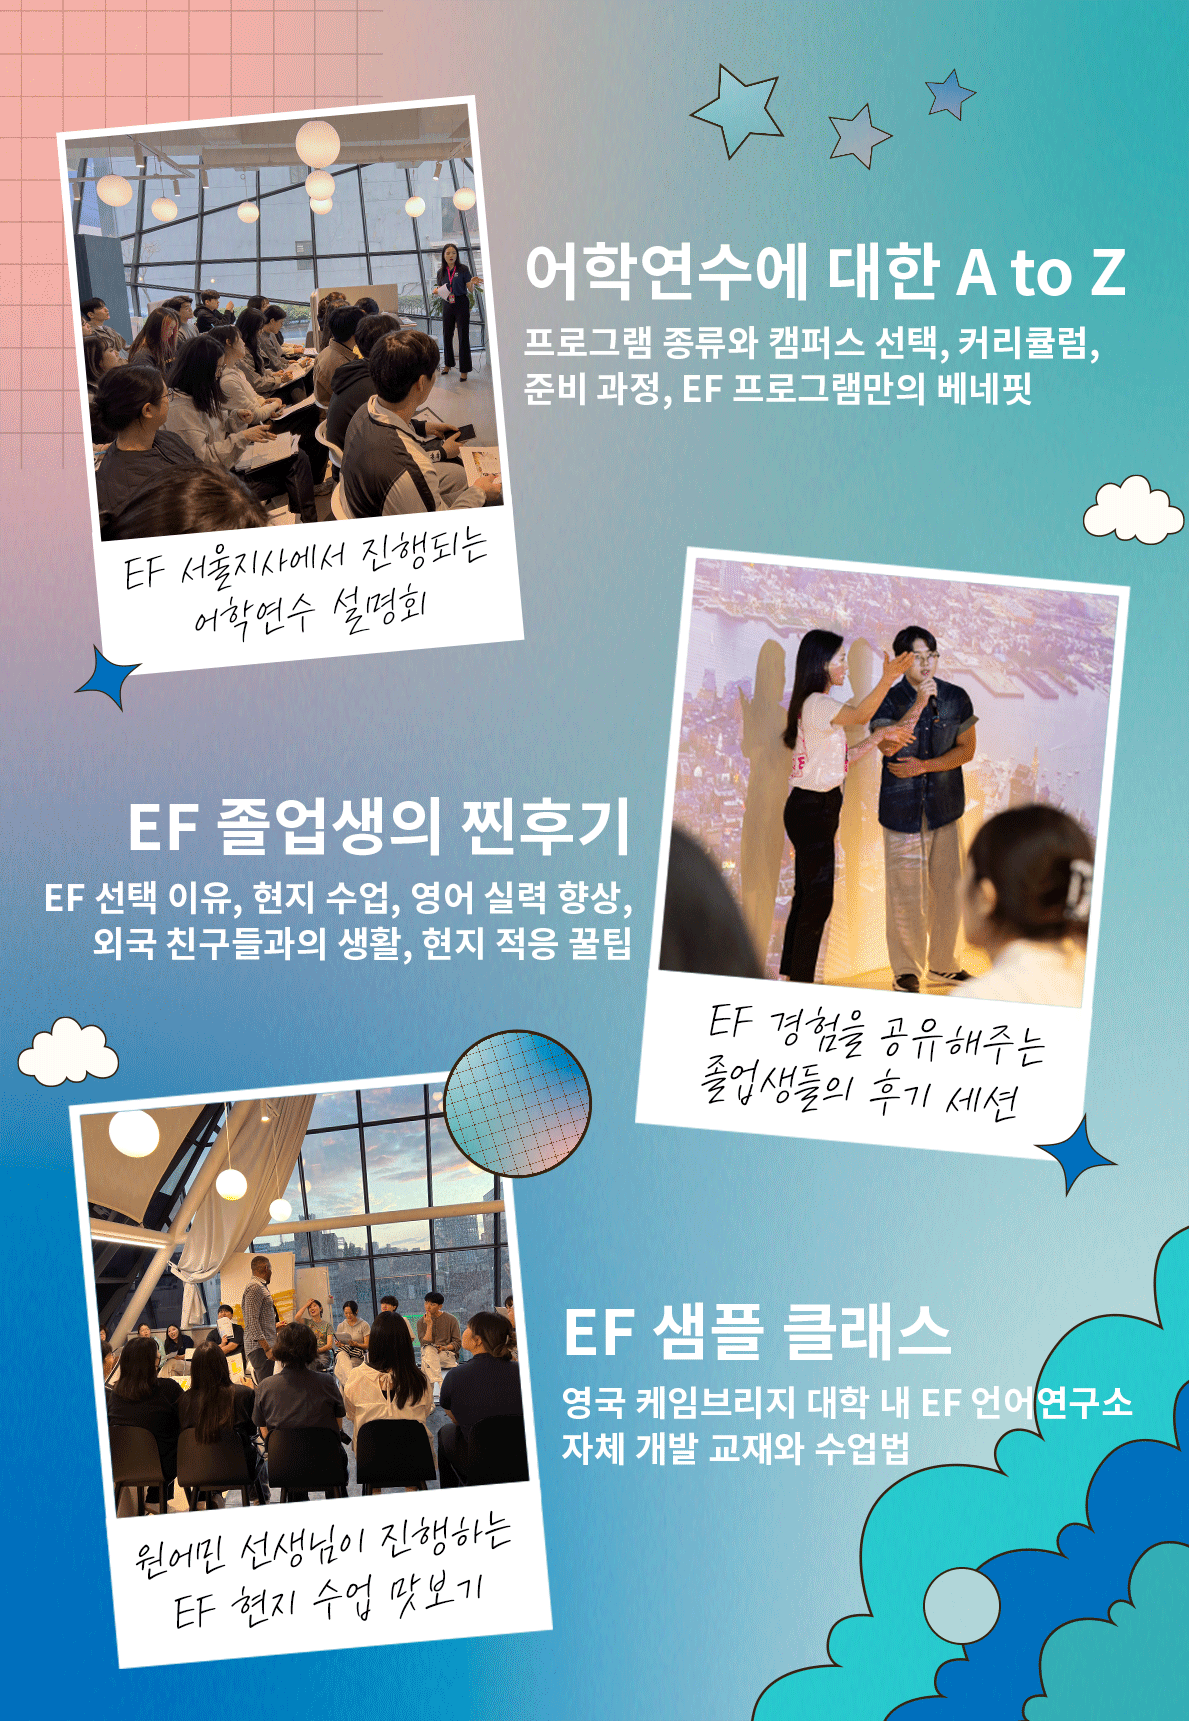 어학연수에 대한 A to Z
프로그램 종류와 캠퍼스 선택, 커리큘럼,
준비 과정, EF 프로그램만의 베네핏
EF 서울지사에서 진행되는
어학연수 설명회
EF 졸업생의 찐후기
EF 선택 이유, 현지 수업, 영어 실력 향상,
외국 친구들과의 생활, 현지 적응 꿀팁
EF 경험을 공유해주는
졸업생들의 후기 세션
EF 샘플 클래스
영국 케임브리지 대학 내 EF 언어연구소
자체 개발 교재와 수업법
원어민 선생님이 진행하는
EF 현지 수업 맛보기